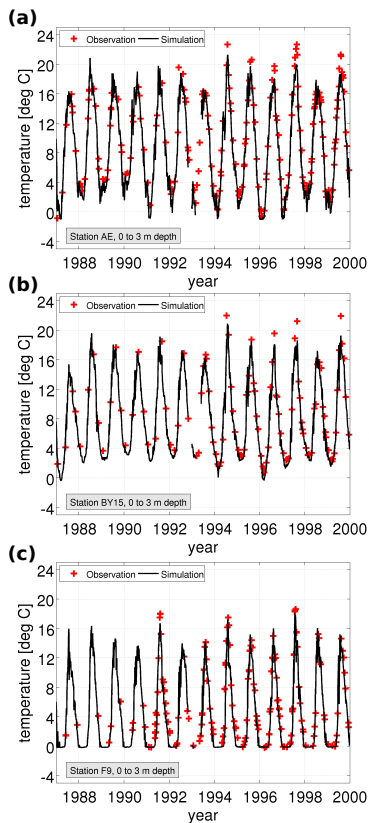 (a)
24
20
16
12
8
4
0
-4
temperature [deg C]
Observation Simulation
Station AE, 0 to 3 m depth
1988 1990 1992 1994 1996 1998 2000
year
(b)
24
20
16
12
8
4
0
-4
temperature [deg C]
Observation Simulation
Station BY15, 0 to 3 m depth
1988 1990 1992 1994 1996 1998 2000
year
(c)
24
20
16
12
8
4
0
-4
temperature [deg C]
Observation Simulation
Station F9, 0 to 3 m depth
1988 1990 1992 1994 1996 1998 2000
year